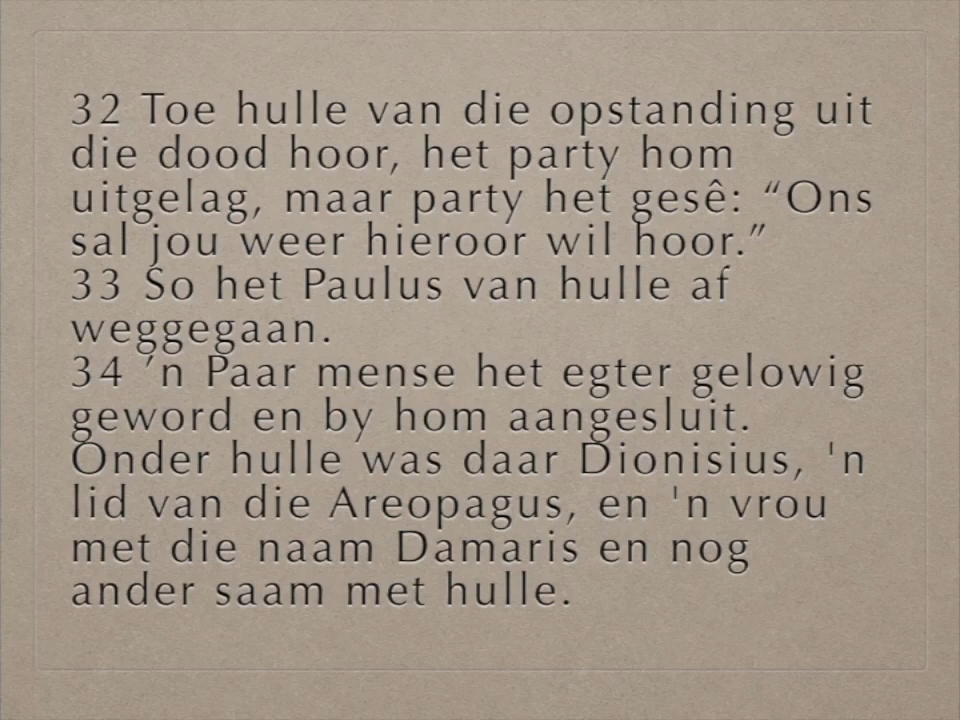 32 Toe hulle van die opstanding uit
die dood hoor, het party hom
uitgelag, maar party het gesê: “Ons
sal jou weer hieroor wil hoor.”
33 So het Paulus van hulle af
weggegaan.
34 ’n Paar mense het egter gelowig
geword en by hom aangesluit.
Onder hulle was daar Dionisius, 'n
lid van die Areopagus, en 'n vrou
met die naam Damaris en nog
ander saam met hulle.